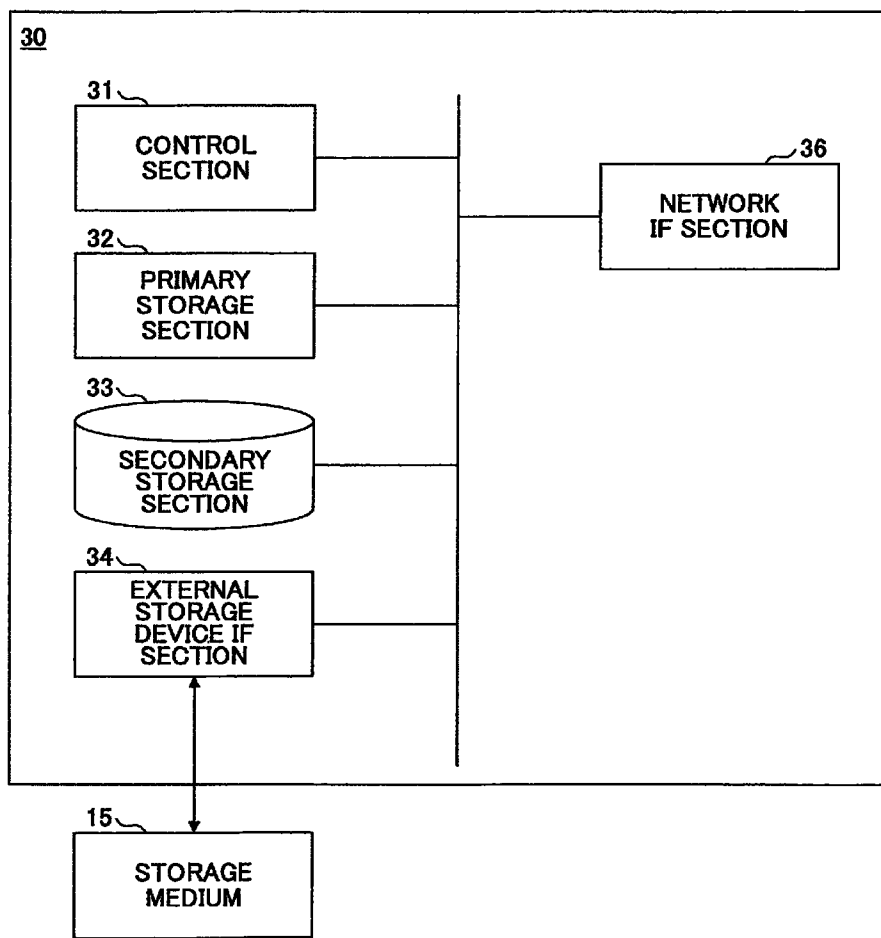 30
31
CONTROL
SECTION
36
NETWORK
IF SECTION
32
PRIMARY
STORAGE
SECTION
33
SECONDARY
STORAGE
SECTION
34
EXTERNAL
STORAGE
DEVICE IF
SECTION
15
STORAGE
MEDIUM